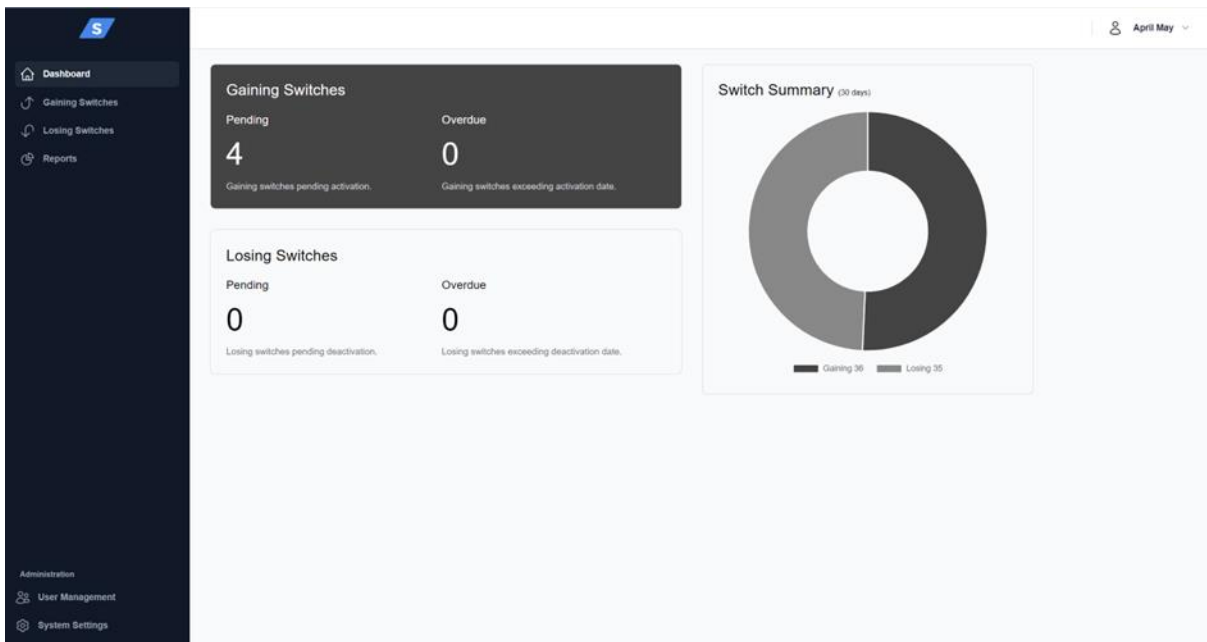 S
April May
Dashboard
Gaining Switches
Losing Switches
Reports
Gaining Switches
Pending
Overdue
4
0
Gaining switches pending activation.
Gaining switches exceeding activation date.
Losing Switches
Pending
Overdue
0
0
Losing switches pending deactivation.
Losing switches exceeding deactivation date.
Switch Summary (30 days)
Gaining 36
Losing 35
Administration
User Management
System Settings